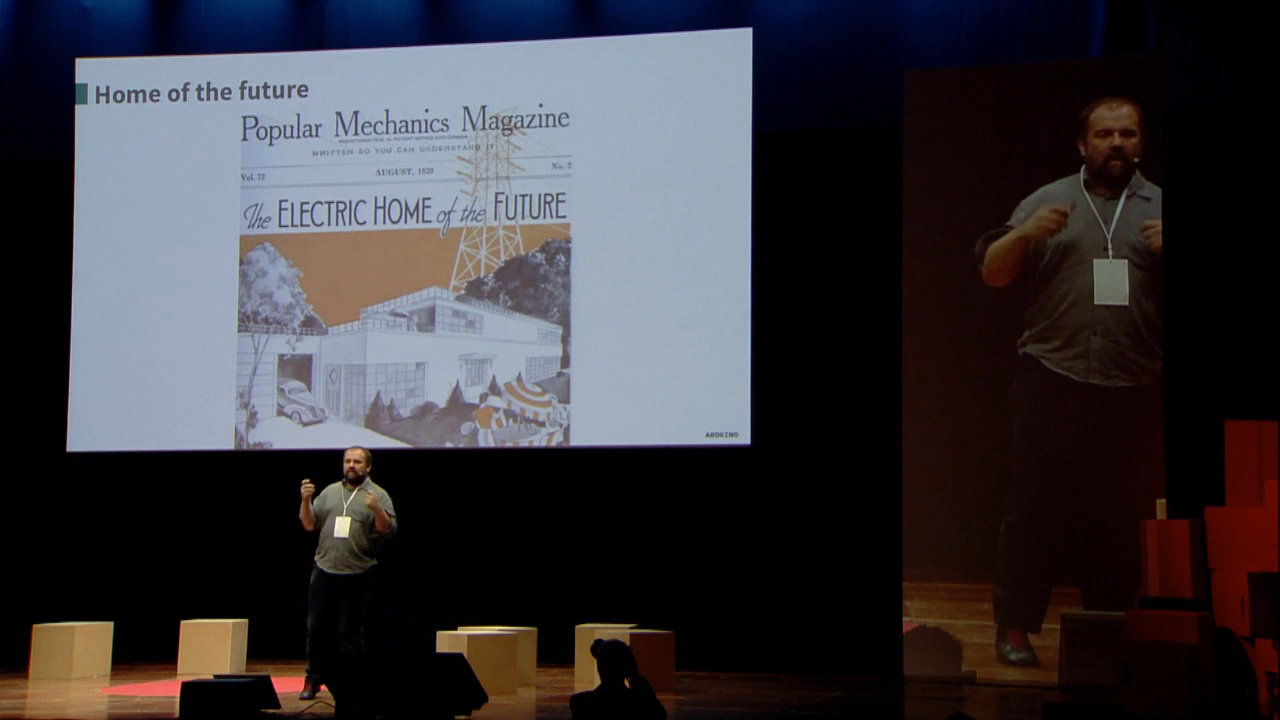 Home of the future
Popular Mechanics Magazine
WRITTEN SO YOU CAN UNDERSTAND IT
Vol. 72
AUGUST, 1939
No. 2
The ELECTRIC HOME of the FUTURE
ARDUINO